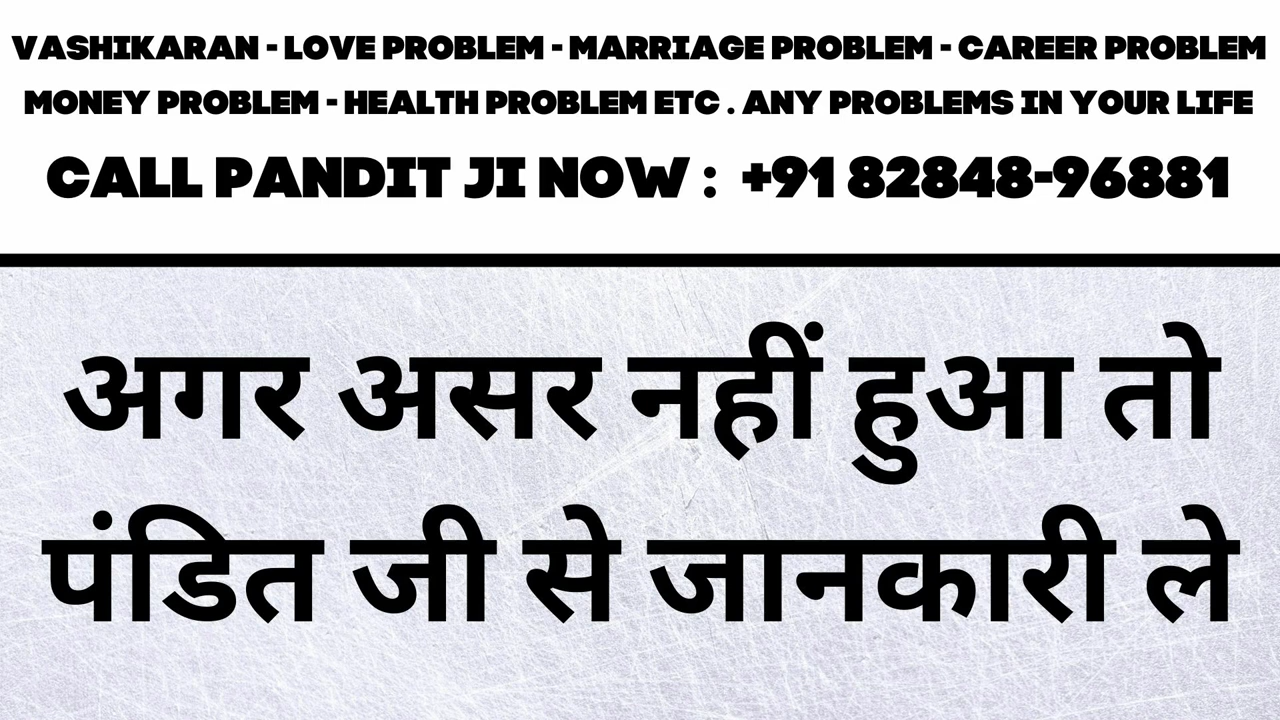 VASHIKARAN - LOVE PROBLEM - MARRIAGE PROBLEM - CAREER PROBLEM
MONEY PROBLEM - HEALTH PROBLEM ETC . ANY PROBLEMS IN YOUR LIFE
CALL PANDIT JI NOW : +91 82848-96881
अगर असर नहीं हुआ तो
पंडित जी से जानकारी ले